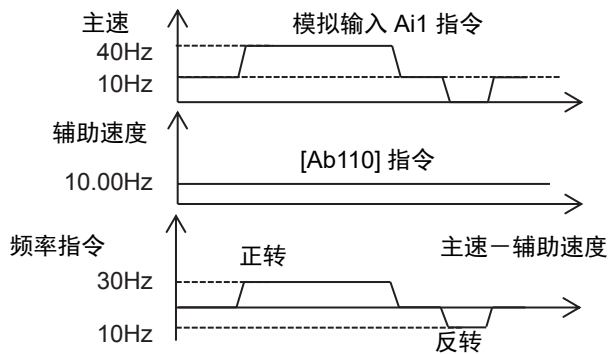 主速
模拟输入 Ai1 指令
40Hz
10Hz
辅助速度
[Ab110] 指令
10.00Hz
频率指令
正转
主速－辅助速度
30Hz
10Hz
反转